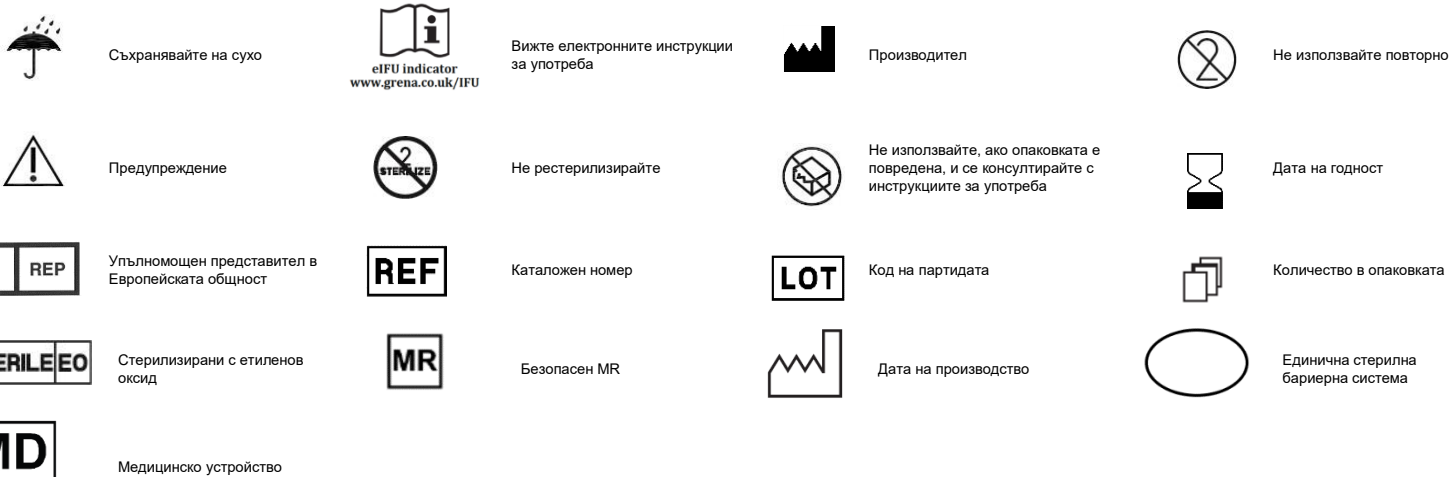 Съхранявайте на сухо
eIFU indicator
www.grena.co.uk/IFU
Вижте електронните инструкции
за употреба
Производител
2
Не използвайте повторно
Предупреждение
2
STERILIZE
Не рестерилизирайте
Не използвайте, ако опаковката е
повредена, и се консултирайте с
инструкциите за употреба
Дата на годност
REP
Упълномощен представител в
Европейската общност
REF
Каталожен номер
LOT
Код на партидата
Количество в опаковката
ERILE EO
Стерилизирани с етиленов
оксид
MR
Безопасен MR
Дата на производство
Единична стерилна
бариерна система
MD
Медицинско устройство